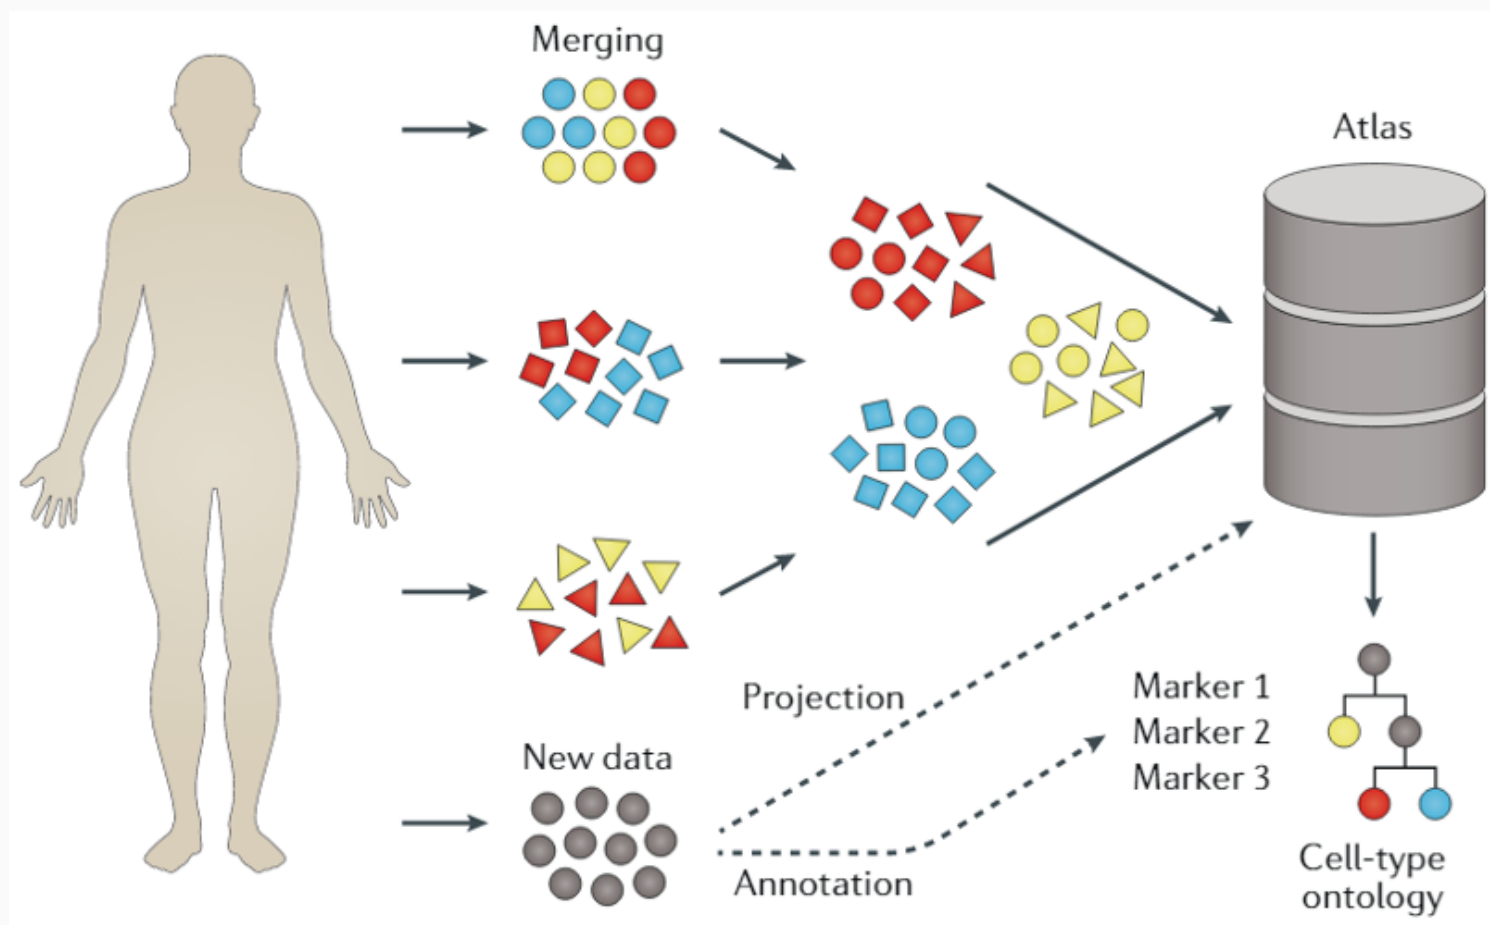 Merging
Atlas
Projection
Marker 1
Marker 2
Marker 3
New data
Annotation
Cell-type
ontology